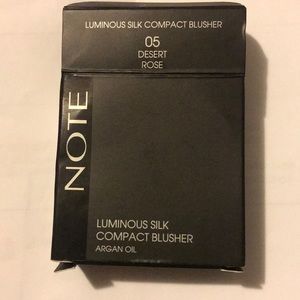 LUMINOUS SILK COMPACT BLUSHER
05
DESERT
ROSE
NOTE
LUMINOUS SILK
COMPACT BLUSHER
ARGAN OIL